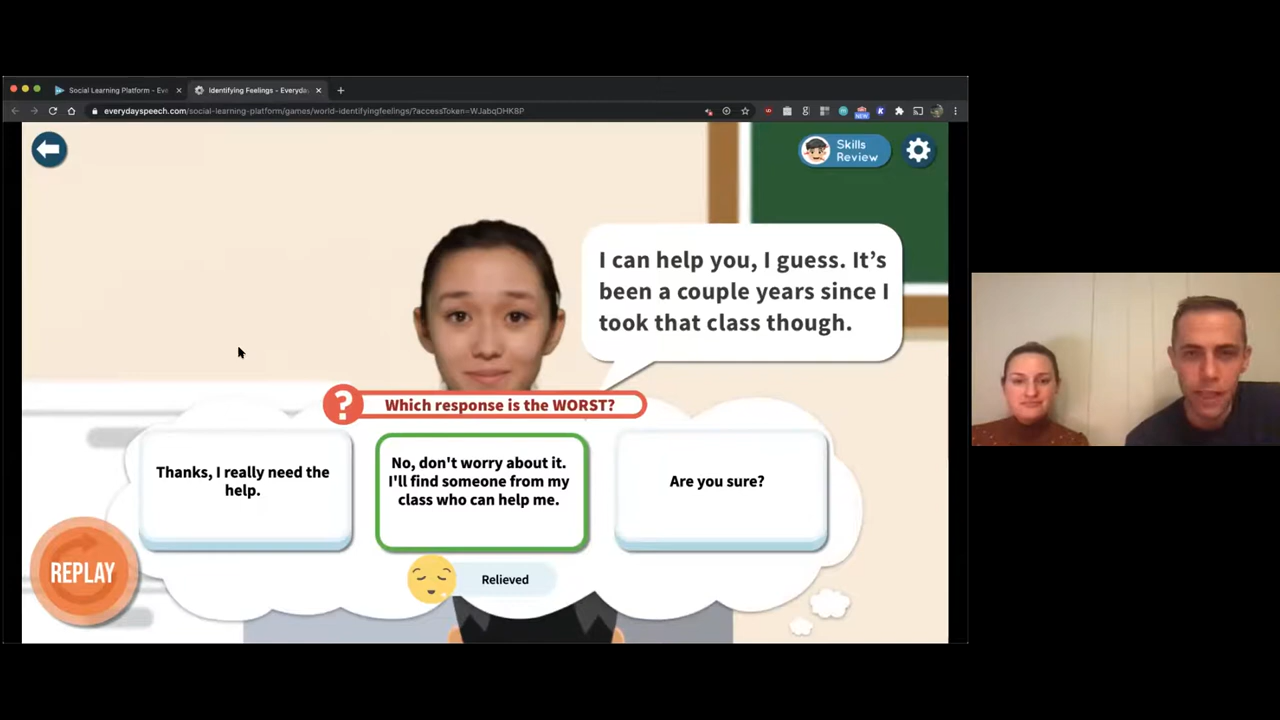 Social Learning Platform - Eve
Identifying Feelings - Everyda
everydayspeech.com/social-learning-platform/games/world-identifyingfeelings/?accessToken=WJabqOHKBP
NEW
Skills
Review
I can help you, I guess. It’s
been a couple years since I
took that class though.
? Which response is the WORST?
Thanks, I really need the
help.
No, don't worry about it.
I'll find someone from my
class who can help me.
Are you sure?
REPLAY
Relieved